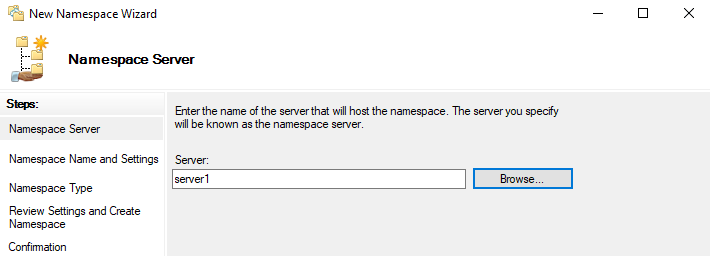 New Namespace Wizard
Namespace Server
Steps:
Namespace Server
Namespace Name and Settings
Namespace Type
Review Settings and Create
Namespace
Confirmation
Enter the name of the server that will host the namespace. The server you specify
will be known as the namespace server.
Server:
server1
Browse...